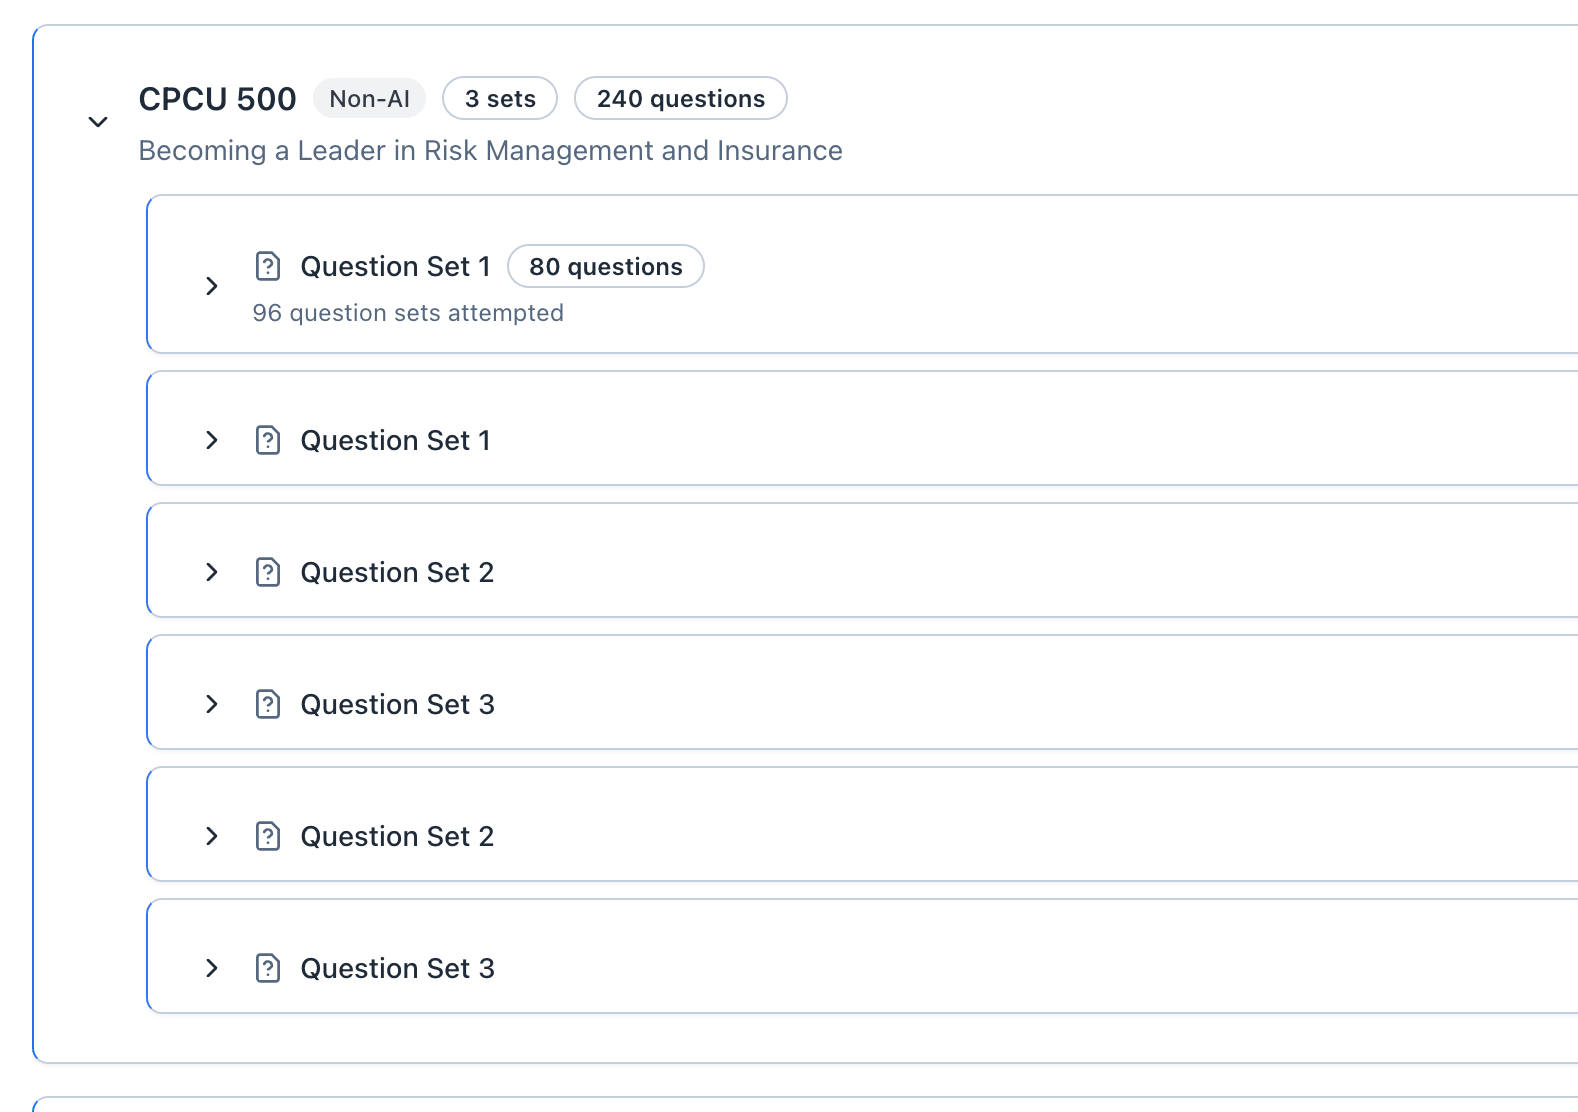 CPCU 500 Non-AI 3 sets 240 questions
Becoming a Leader in Risk Management and Insurance
Question Set 1 80 questions
96 question sets attempted
Question Set 1
Question Set 2
Question Set 3
Question Set 2
Question Set 3